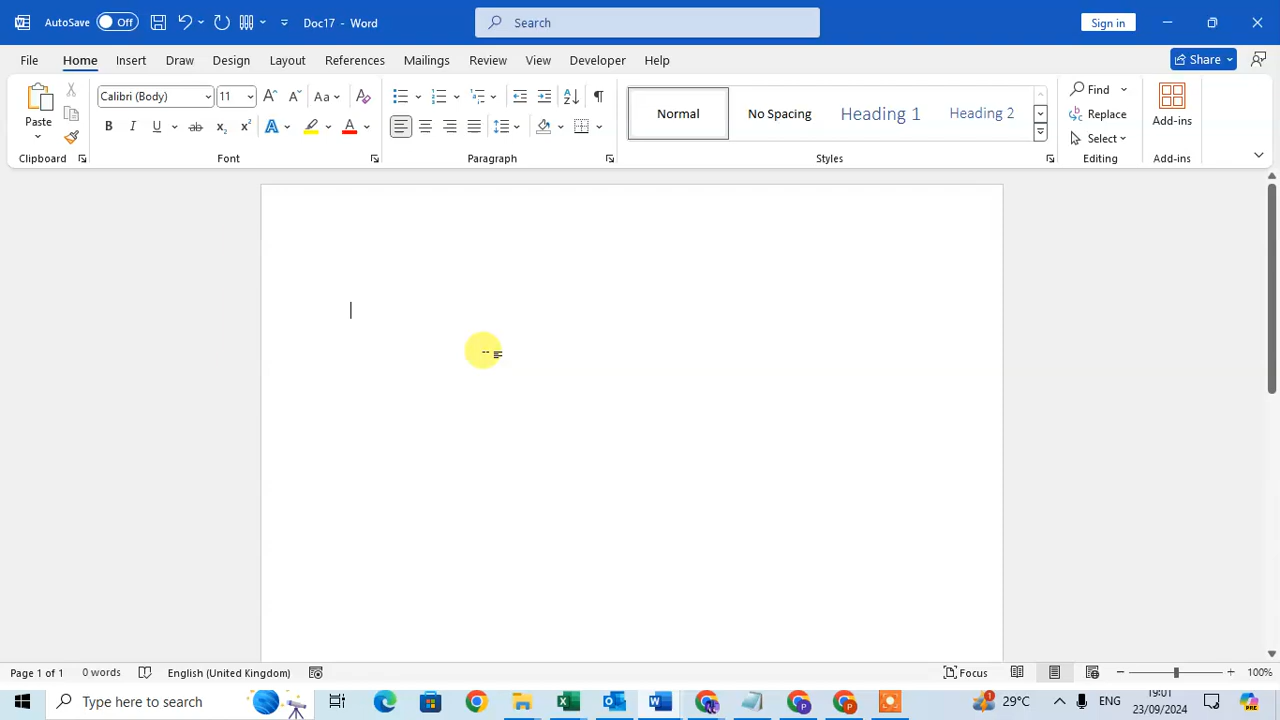 AutoSave Off Doc17 - Word Search Sign in
File Home Insert Draw Design Layout References Mailings Review View Developer Help Share
Paste Calibri (Body) 11 Aa Normal No Spacing Heading 1 Heading 2 Find Replace Select Add-ins
Clipboard Font Paragraph Styles Editing Add-ins
Page 1 of 1 0 words English (United Kingdom) Focus 100%
Type here to search 29°C ENG 19:01
23/09/2024